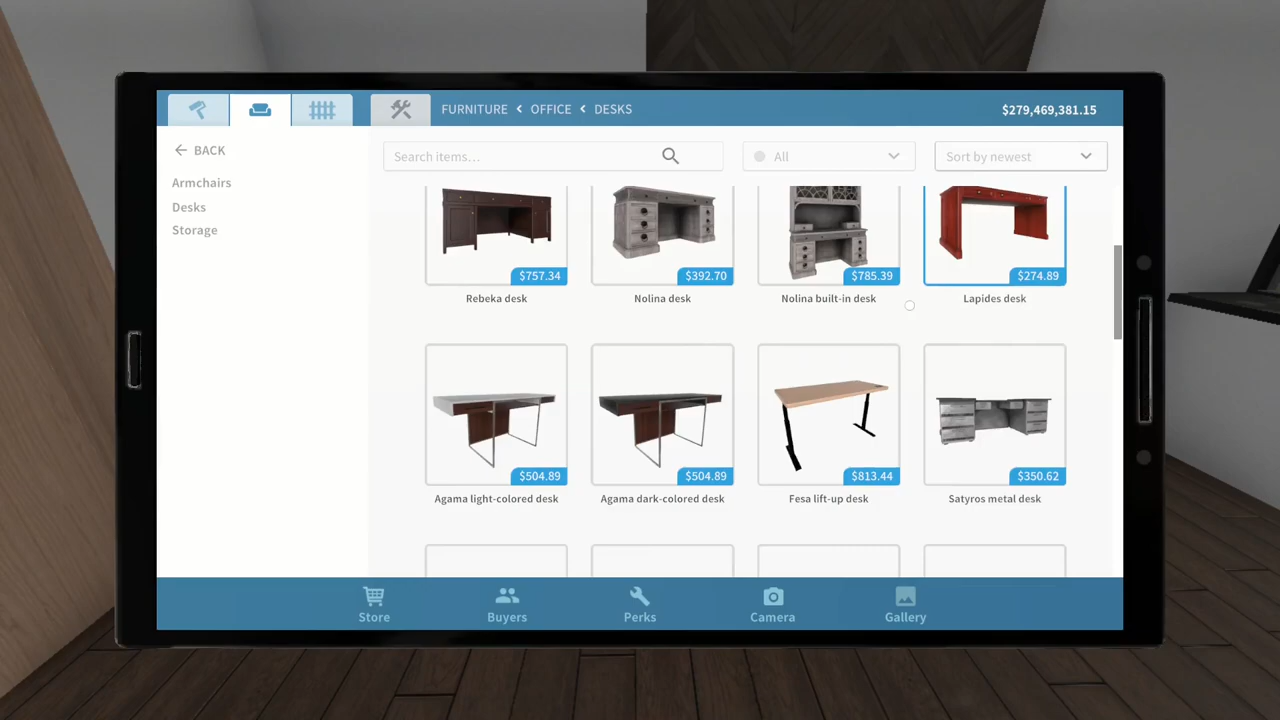 FURNITURE < OFFICE < DESKS
$279,469,381.15
BACK
Search items...
All
Sort by newest
Armchairs
Desks
Storage
$757.34
$392.70
$785.39
$274.89
Rebeka desk
Nolina desk
Nolina built-in desk
Lapides desk
$504.89
$504.89
$813.44
$350.62
Agama light-colored desk
Agama dark-colored desk
Fesa lift-up desk
Satyros metal desk
Store
Buyers
Perks
Camera
Gallery